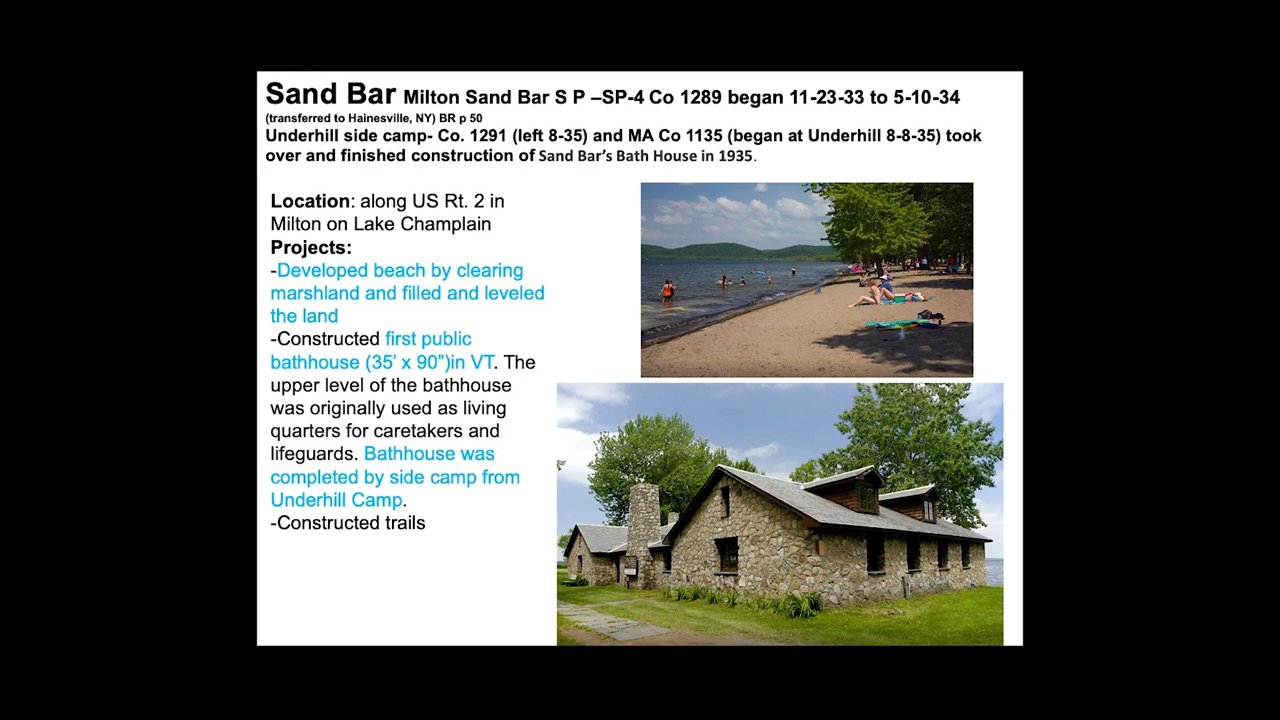 Sand Bar Milton Sand Bar S P –SP-4 Co 1289 began 11-23-33 to 5-10-34
(transferred to Hainesville, NY) BR p 50
Underhill side camp- Co. 1291 (left 8-35) and MA Co 1135 (began at Underhill 8-8-35) took
over and finished construction of Sand Bar’s Bath House in 1935.
Location: along US Rt. 2 in
Milton on Lake Champlain
Projects:
-Developed beach by clearing
marshland and filled and leveled
the land
-Constructed first public
bathhouse (35’ x 90”)in VT. The
upper level of the bathhouse
was originally used as living
quarters for caretakers and
lifeguards. Bathhouse was
completed by side camp from
Underhill Camp.
-Constructed trails